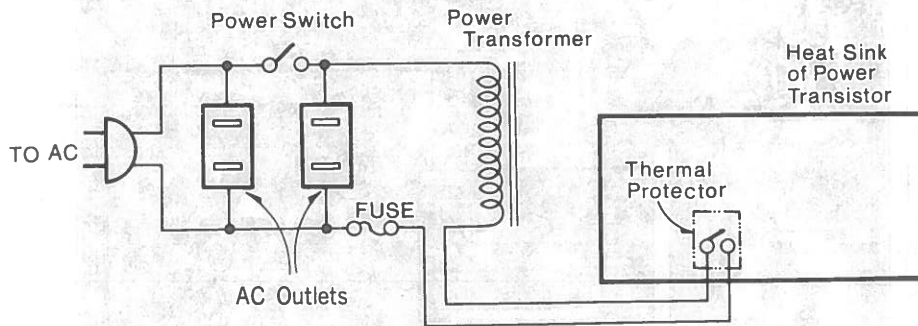 Power Switch
Power
Transformer
Heat Sink
of Power
Transistor
TO AC
Thermal
Protector
FUSE
AC Outlets